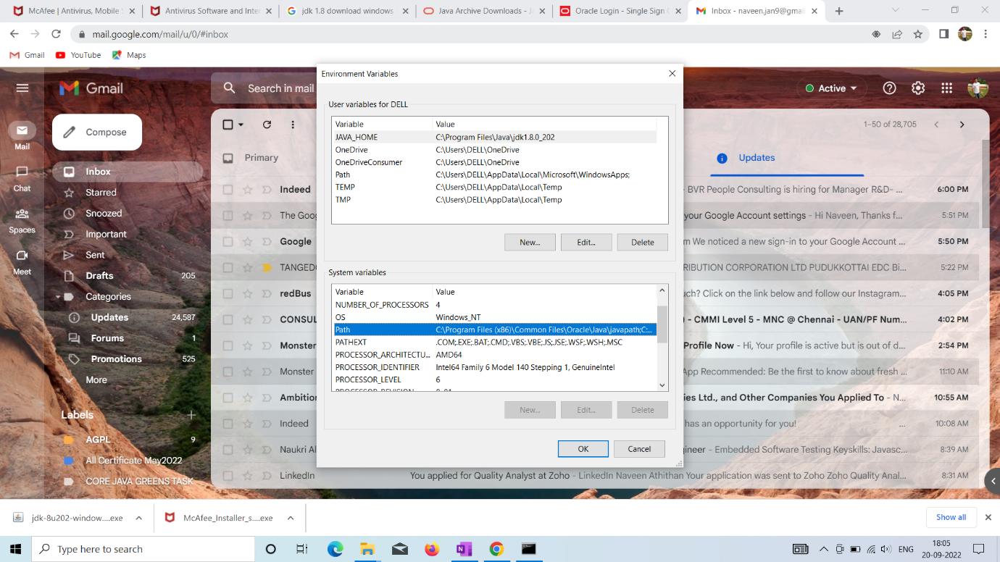 McAfee | Antivirus, Mobile S
Antivirus Software and Inter
jdk 1.8 download windows
Java Archive Downloads - Ja
Oracle Login - Single Sign O
Inbox - naveen.jan9@gmai
mail.google.com/mail/u/0/#inbox
Gmail
YouTube
Maps
Gmail
Search in mail
Active
Compose
Mail
Chat
Spaces
Meet
Inbox
Starred
Snoozed
Important
Sent
Drafts 205
Categories
Updates 24,587
Forums 1
Promotions 525
More
Labels
AGPL 9
All Certificate May2022
CORE JAVA GREENS TASK
1–50 of 28,705
Primary
Updates
Indeed - BVR People Consulting is hiring for Manager R&D- ... 6:00 PM
The Goog your Google Account settings - Hi Naveen, Thanks f... 5:51 PM
Google m We noticed a new sign-in to your Google Account ... 5:50 PM
TANGEDC RIBUTION CORPORATION LTD PUDUKKOTTAI EDC Bi... 5:22 PM
redBus uch? Click on the link below and follow our Instagram... 4:05 PM
CONSUL - CMMI Level 5 - MNC @ Chennai - UAN/PF Num... 4:02 PM
Monster Profile Now - Hi, Your profile is active but is out of d... 2:54 PM
Monster App Recommended: Be the first to know about fresh ... 11:10 AM
Ambition ies Ltd., and Other Companies You Applied To - N... 10:55 AM
Indeed has an opportunity for you! ... 10:08 AM
Naukri Al gineer - Embedded Software Testing Keyskills: Javasc... 8:39 AM
LinkedIn You applied for Quality Analyst at Zoho - LinkedIn Naveen Athithan Your application was sent to Zoho Zoho Quality Anal... 8:31 AM
Environment Variables
User variables for DELL
Variable Value
JAVA_HOME C:\Program Files\Java\jdk1.8.0_202
OneDrive C:\Users\DELL\OneDrive
OneDriveConsumer C:\Users\DELL\OneDrive
Path C:\Users\DELL\AppData\Local\Microsoft\WindowsApps;
TEMP C:\Users\DELL\AppData\Local\Temp
TMP C:\Users\DELL\AppData\Local\Temp
New... Edit... Delete
System variables
Variable Value
NUMBER_OF_PROCESSORS 4
OS Windows_NT
Path C:\Program Files (x86)\Common Files\Oracle\Java\javapath;C:...
PATHEXT .COM;.EXE;.BAT;.CMD;.VBS;.VBE;.JS;.JSE;.WSF;.WSH;.MSC
PROCESSOR_ARCHITECTU... AMD64
PROCESSOR_IDENTIFIER Intel64 Family 6 Model 140 Stepping 1, GenuineIntel
PROCESSOR_LEVEL 6
New... Edit... Delete
OK Cancel
jdk-8u202-window....exe
McAfee_Installer_s....exe
Show all
Type here to search
ENG
18:05
20-09-2022